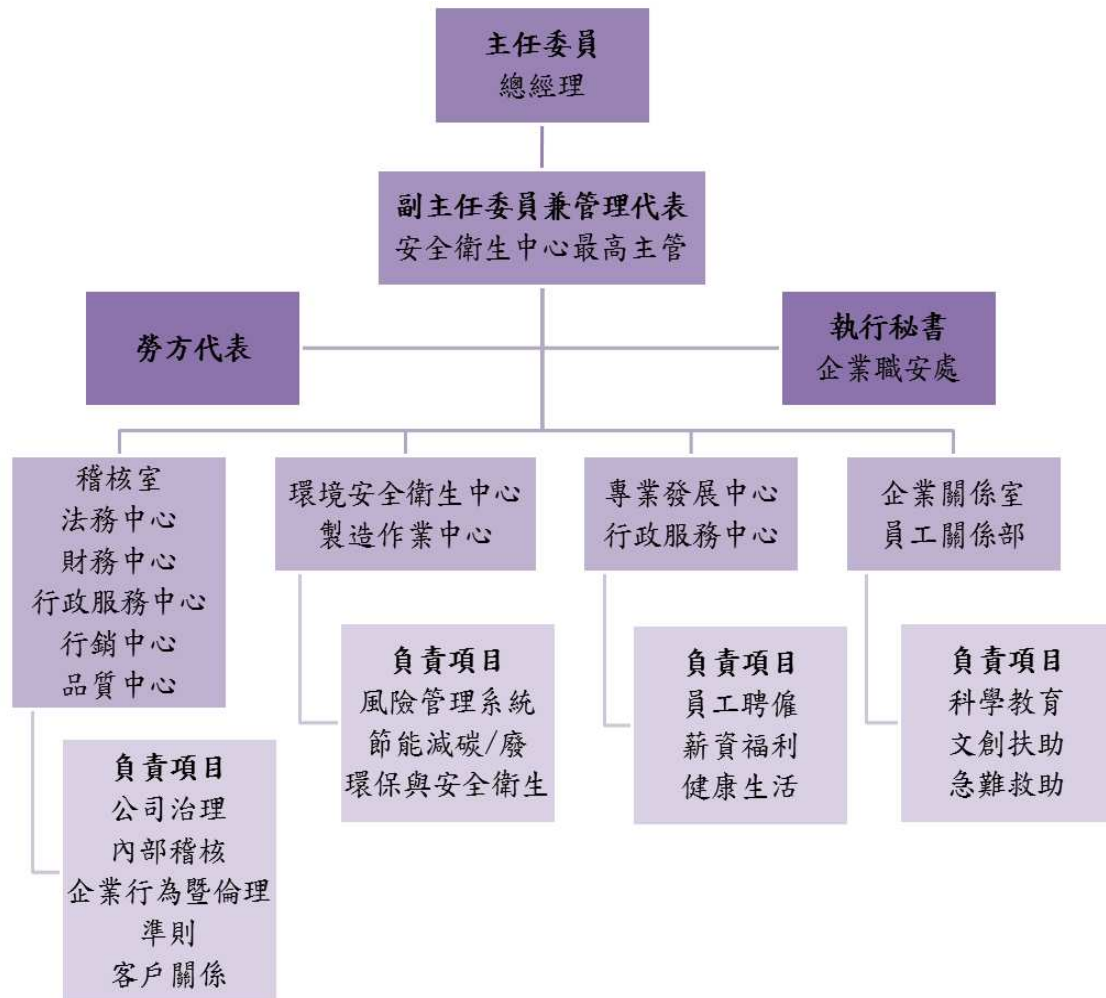 主任委員
總經理
副主任委員兼管理代表
安全衛生中心最高主管
勞方代表
執行秘書
企業職安處
稽核室
法務中心
財務中心
行政服務中心
行銷中心
品質中心
負責項目
公司治理
內部稽核
企業行為暨倫理
準則
客戶關係
環境安全衛生中心
製造作業中心
負責項目
風險管理系統
節能減碳/廢
環保與安全衛生
專業發展中心
行政服務中心
負責項目
員工聘僱
薪資福利
健康生活
企業關係室
員工關係部
負責項目
科學教育
文創扶助
急難救助